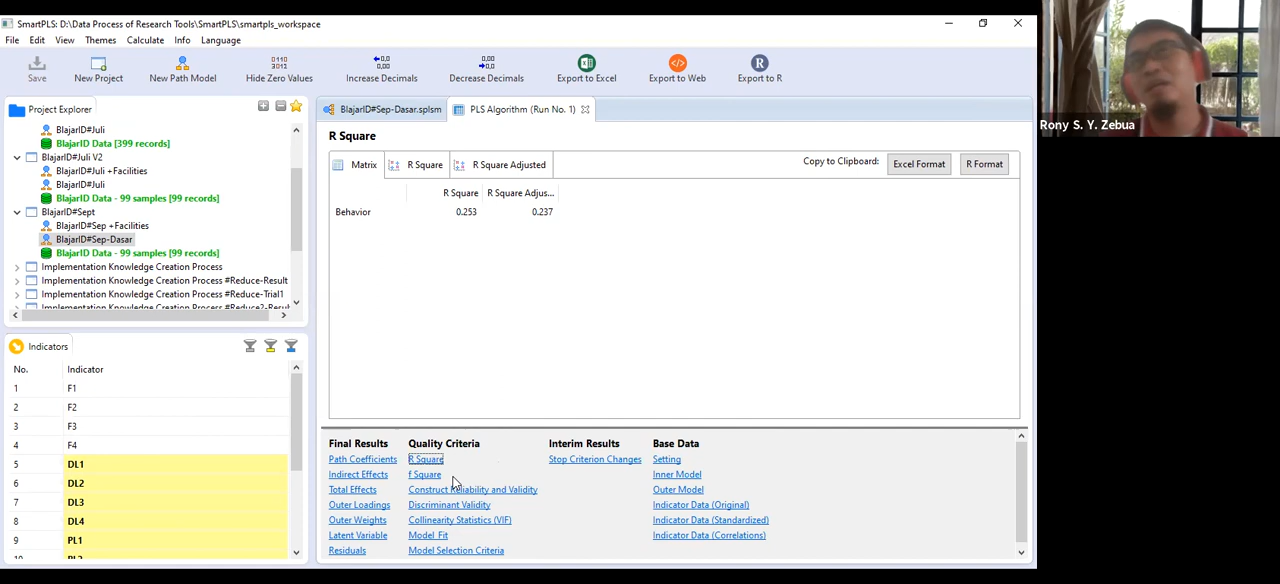 SmartPLS: D:\Data Process of Research Tools\SmartPLS\smartpls_workspace
File Edit View Themes Calculate Info Language
Save New Project New Path Model Hide Zero Values Increase Decimals Decrease Decimals Export to Excel Export to Web Export to R
Project Explorer
BlajarID#Juli
BlajarID Data [399 records]
BlajarID#Juli V2
BlajarID#Juli +Facilities
BlajarID#Juli
BlajarID Data - 99 samples [99 records]
BlajarID#Sept
BlajarID#Sep +Facilities
BlajarID#Sep-Dasar
BlajarID Data - 99 samples [99 records]
Implementation Knowledge Creation Process
Implementation Knowledge Creation Process #Reduce-Result
Implementation Knowledge Creation Process #Reduce-Trial1
Implementation Knowledge Creation Process #Reduce2-Resul
Indicators
No. Indicator
1 F1
2 F2
3 F3
4 F4
5 DL1
6 DL2
7 DL3
8 DL4
9 PL1
10 PL2
BlajarID#Sep-Dasar.splsm PLS Algorithm (Run No. 1)
R Square
Matrix R Square R Square Adjusted Copy to Clipboard: Excel Format R Format
R Square R Square Adjus...
Behavior 0.253 0.237
Final Results Quality Criteria Interim Results Base Data
Path Coefficients R Square Stop Criterion Changes Setting
Indirect Effects f Square Inner Model
Total Effects Construct Reliability and Validity Outer Model
Outer Loadings Discriminant Validity Indicator Data (Original)
Outer Weights Collinearity Statistics (VIF) Indicator Data (Standardized)
Latent Variable Model_Fit Indicator Data (Correlations)
Residuals Model Selection Criteria
Rony S. Y. Zebua